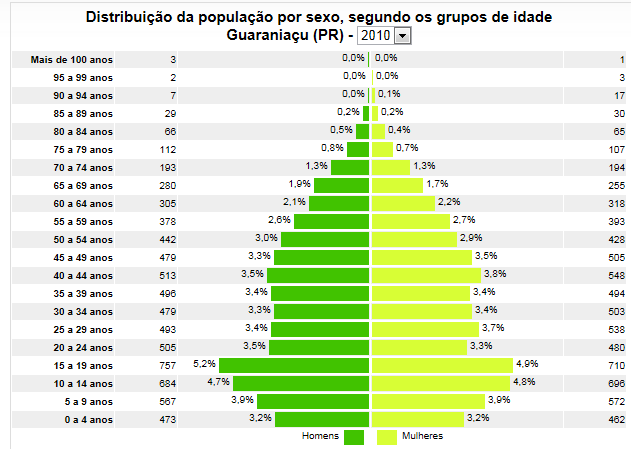 Distribuição da população por sexo, segundo os grupos de idade
Guaraniaçu (PR) - 2010
Mais de 100 anos 3 0,0% 0,0% 1
95 a 99 anos 2 0,0% 0,0% 3
90 a 94 anos 7 0,0% 0,1% 17
85 a 89 anos 29 0,2% 0,2% 30
80 a 84 anos 66 0,5% 0,4% 65
75 a 79 anos 112 0,8% 0,7% 107
70 a 74 anos 193 1,3% 1,3% 194
65 a 69 anos 280 1,9% 1,7% 255
60 a 64 anos 305 2,1% 2,2% 318
55 a 59 anos 378 2,6% 2,7% 393
50 a 54 anos 442 3,0% 2,9% 428
45 a 49 anos 479 3,3% 3,5% 505
40 a 44 anos 513 3,5% 3,8% 548
35 a 39 anos 496 3,4% 3,4% 494
30 a 34 anos 479 3,3% 3,4% 503
25 a 29 anos 493 3,4% 3,7% 538
20 a 24 anos 505 3,5% 3,3% 480
15 a 19 anos 757 5,2% 4,9% 710
10 a 14 anos 684 4,7% 4,8% 696
5 a 9 anos 567 3,9% 3,9% 572
0 a 4 anos 473 3,2% 3,2% 462
Homens Mulheres